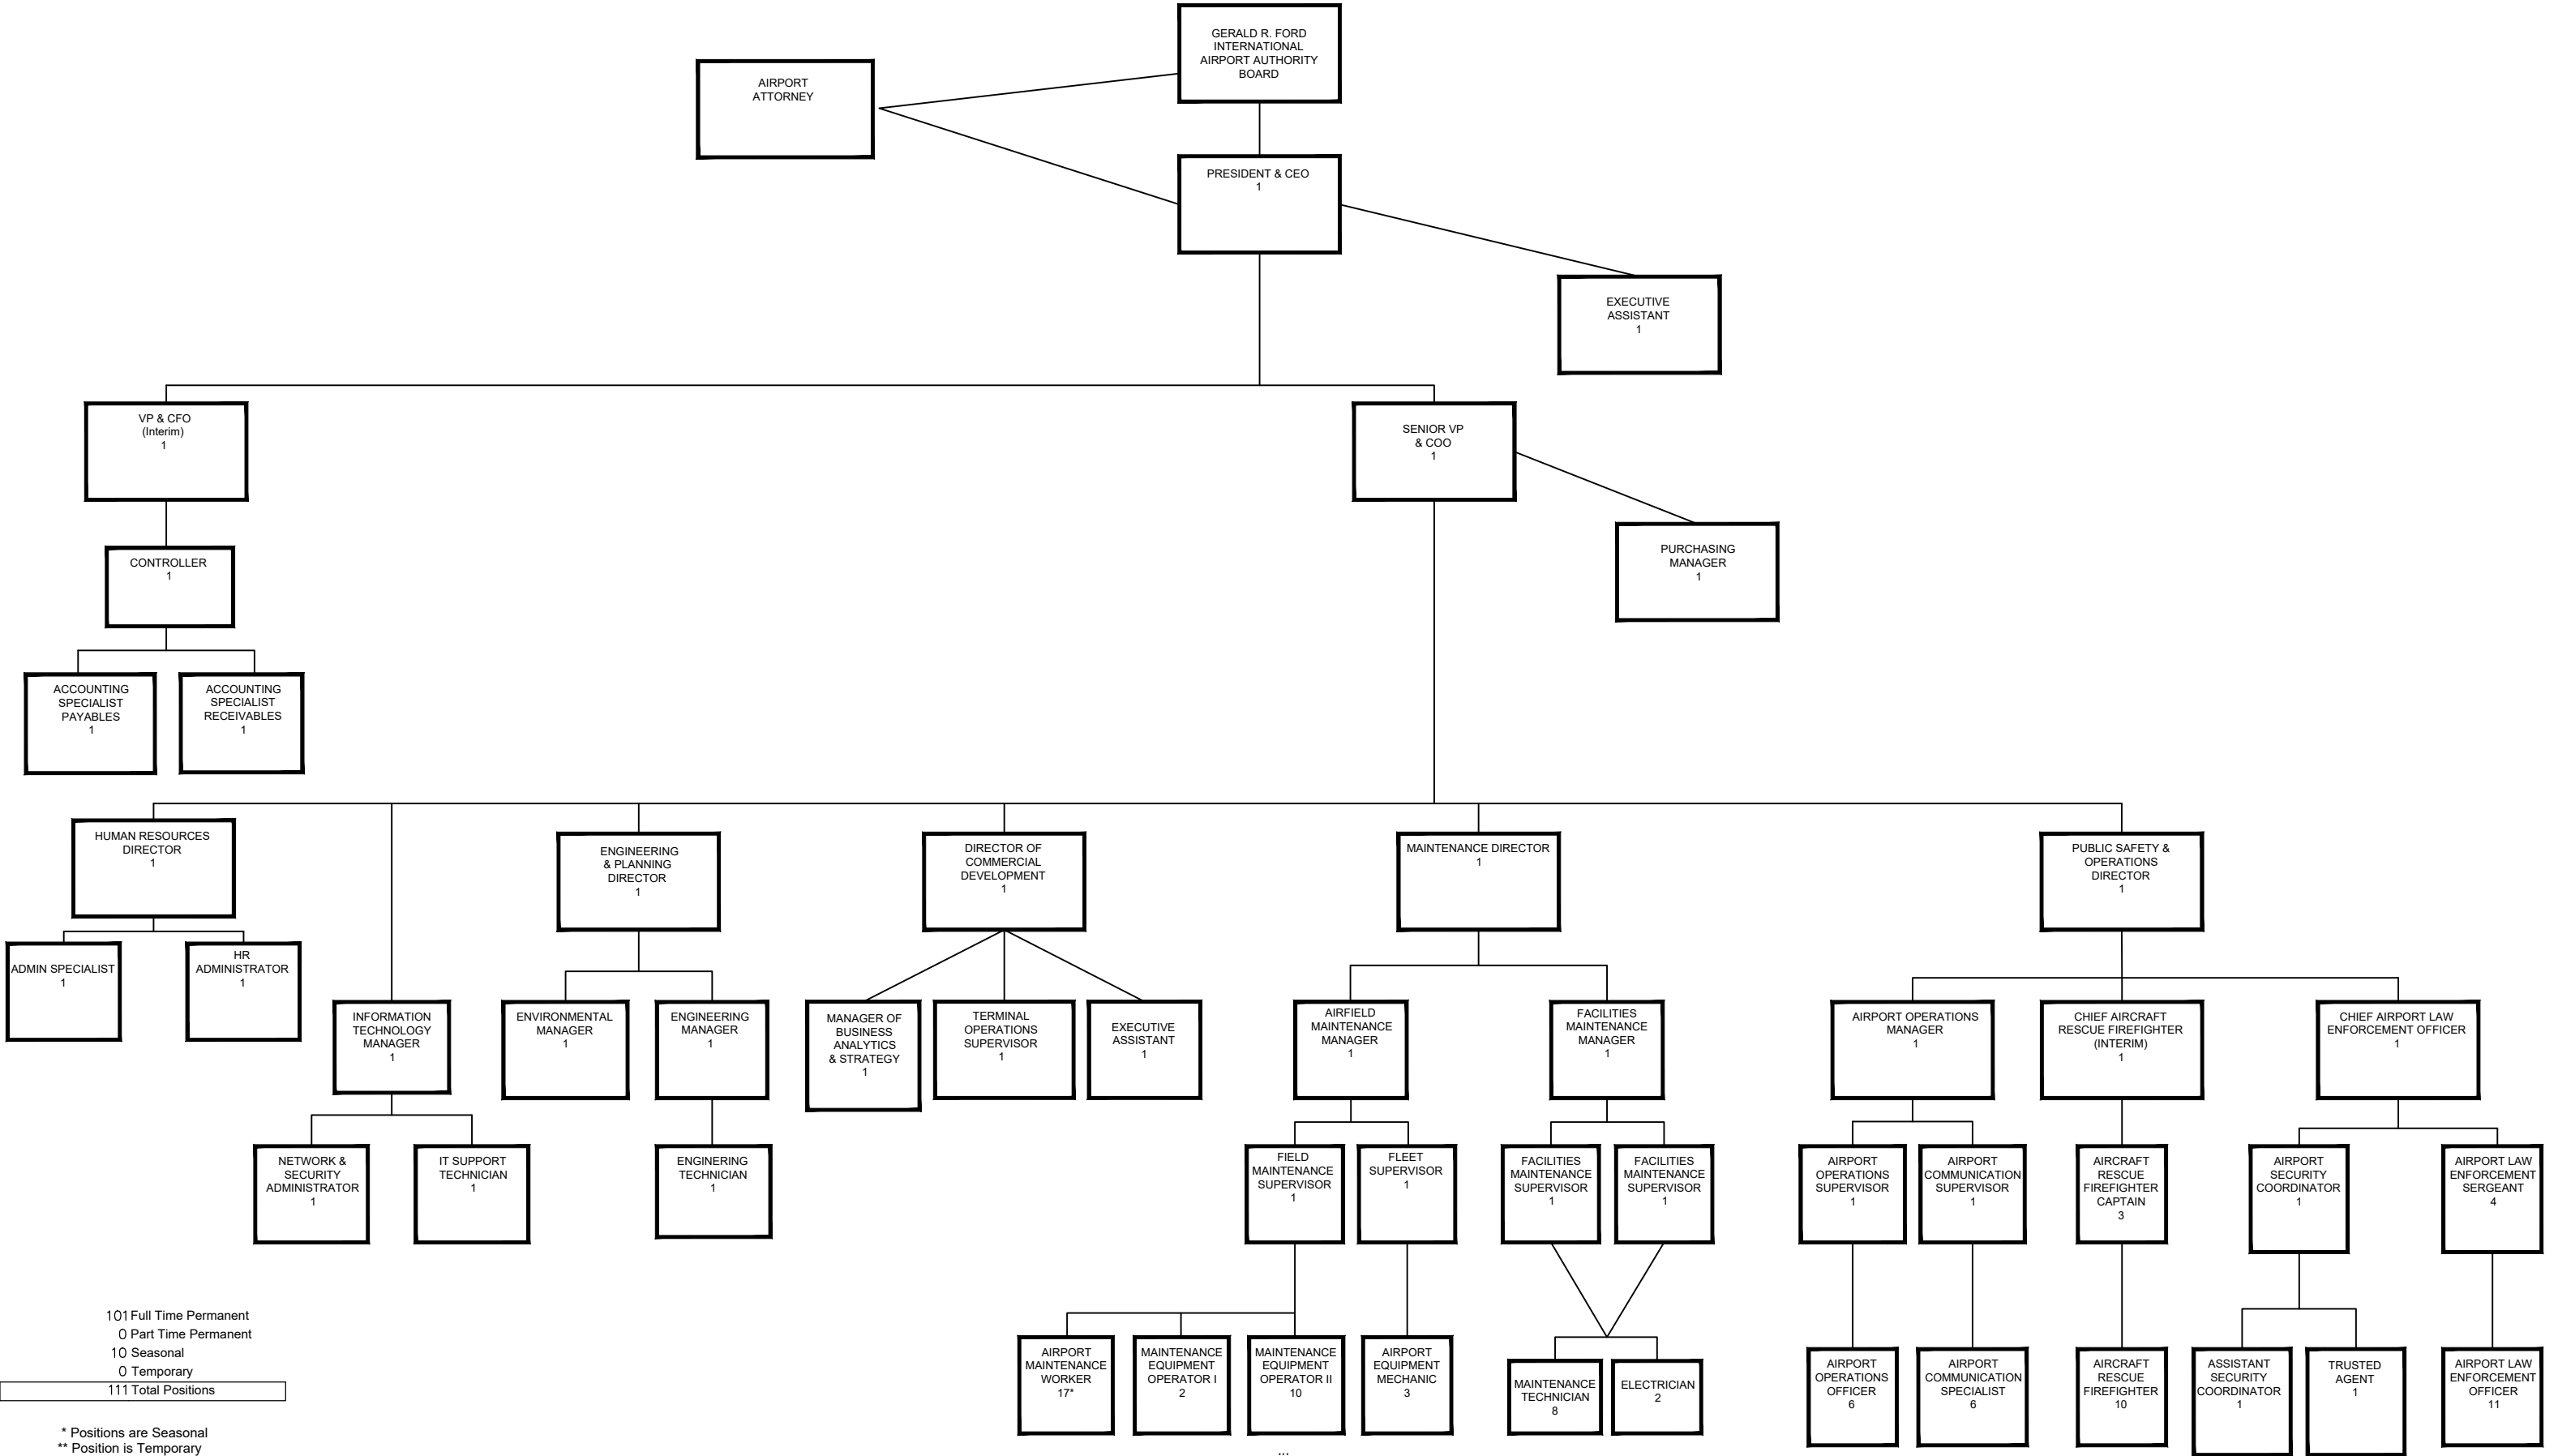 GERALD R. FORD
INTERNATIONAL
AIRPORT AUTHORITY
BOARD
AIRPORT
ATTORNEY
PRESIDENT & CEO
1
EXECUTIVE
ASSISTANT
1
VP & CFO
(Interim)
1
SENIOR VP
& COO
1
CONTROLLER
1
PURCHASING
MANAGER
1
ACCOUNTING
SPECIALIST
PAYABLES
1
ACCOUNTING
SPECIALIST
RECEIVABLES
1
HUMAN RESOURCES
DIRECTOR
1
ENGINEERING
& PLANNING
DIRECTOR
1
DIRECTOR OF
COMMERCIAL
DEVELOPMENT
1
MAINTENANCE DIRECTOR
1
PUBLIC SAFETY &
OPERATIONS
DIRECTOR
1
ADMIN SPECIALIST
1
HR
ADMINISTRATOR
1
INFORMATION
TECHNOLOGY
MANAGER
1
ENVIRONMENTAL
MANAGER
1
ENGINEERING
MANAGER
1
MANAGER OF
BUSINESS
ANALYTICS
& STRATEGY
1
TERMINAL
OPERATIONS
SUPERVISOR
1
EXECUTIVE
ASSISTANT
1
AIRFIELD
MAINTENANCE
MANAGER
1
FACILITIES
MAINTENANCE
MANAGER
1
AIRPORT OPERATIONS
MANAGER
1
CHIEF AIRCRAFT
RESCUE FIREFIGHTER
(INTERIM)
1
CHIEF AIRPORT LAW
ENFORCEMENT OFFICER
1
NETWORK &
SECURITY
ADMINISTRATOR
1
IT SUPPORT
TECHNICIAN
1
ENGINERING
TECHNICIAN
1
FIELD
MAINTENANCE
SUPERVISOR
1
FLEET
SUPERVISOR
1
FACILITIES
MAINTENANCE
SUPERVISOR
1
FACILITIES
MAINTENANCE
SUPERVISOR
1
AIRPORT
OPERATIONS
SUPERVISOR
1
AIRPORT
COMMUNICATION
SUPERVISOR
1
AIRCRAFT
RESCUE
FIREFIGHTER
CAPTAIN
3
AIRPORT
SECURITY
COORDINATOR
1
AIRPORT LAW
ENFORCEMENT
SERGEANT
4
AIRPORT
MAINTENANCE
WORKER
17*
MAINTENANCE
EQUIPMENT
OPERATOR I
2
MAINTENANCE
EQUIPMENT
OPERATOR II
10
AIRPORT
EQUIPMENT
MECHANIC
3
MAINTENANCE
TECHNICIAN
8
ELECTRICIAN
2
AIRPORT
OPERATIONS
OFFICER
6
AIRPORT
COMMUNICATION
SPECIALIST
6
AIRCRAFT
RESCUE
FIREFIGHTER
10
ASSISTANT
SECURITY
COORDINATOR
1
TRUSTED
AGENT
1
AIRPORT LAW
ENFORCEMENT
OFFICER
11
101 Full Time Permanent
0 Part Time Permanent
10 Seasonal
0 Temporary
111 Total Positions
* Positions are Seasonal
** Position is Temporary
...